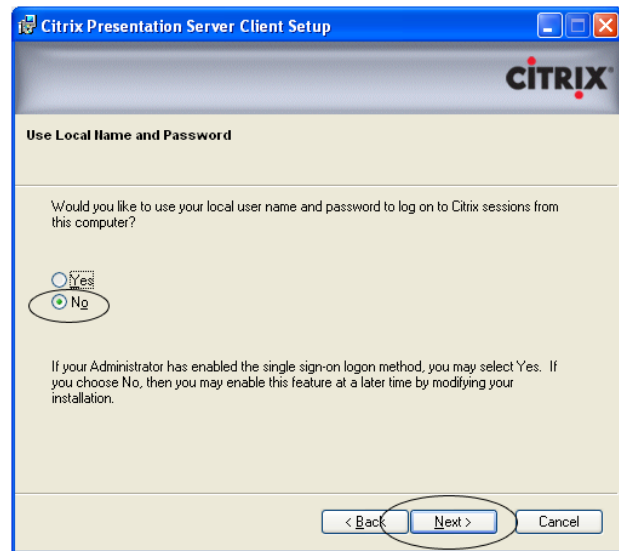 Citrix Presentation Server Client Setup
CITRIX
Use Local Name and Password
Would you like to use your local user name and password to log on to Citrix sessions from
this computer?
Yes
No
If your Administrator has enabled the single sign-on logon method, you may select Yes. If
you choose No, then you may enable this feature at a later time by modifying your
installation.
< Back Next > Cancel